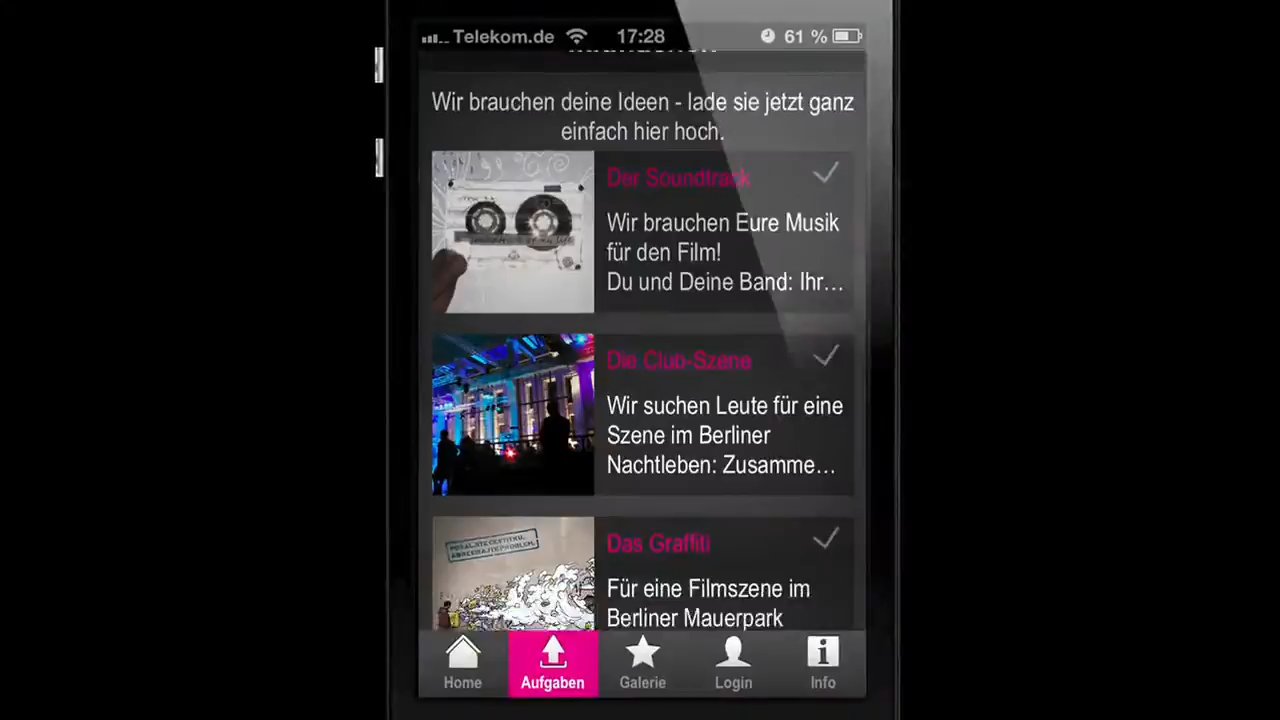 Telekom.de 17:28 61 %
Wir brauchen deine Ideen - lade sie jetzt ganz
einfach hier hoch.
Der Soundtrack
Wir brauchen Eure Musik
für den Film!
Du und Deine Band: Ihr…
Die Club-Szene
Wir suchen Leute für eine
Szene im Berliner
Nachtleben: Zusamme…
Das Graffiti
Für eine Filmszene im
Berliner Mauerpark
Home Aufgaben Galerie Login Info